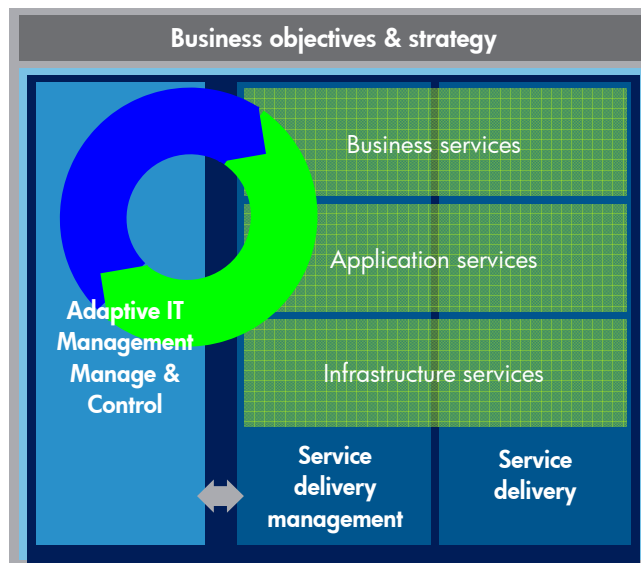 Business objectives & strategy
Business services
Application services
Infrastructure services
Adaptive IT
Management
Manage &
Control
Service
delivery
management
Service
delivery